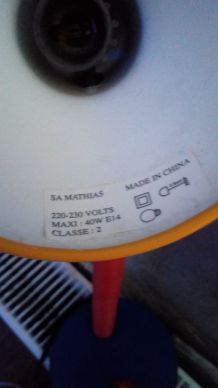 SA MATHIAS
MADE IN CHINA
220-230 VOLTS
MAXI : 40W E14
CLASSE : 2